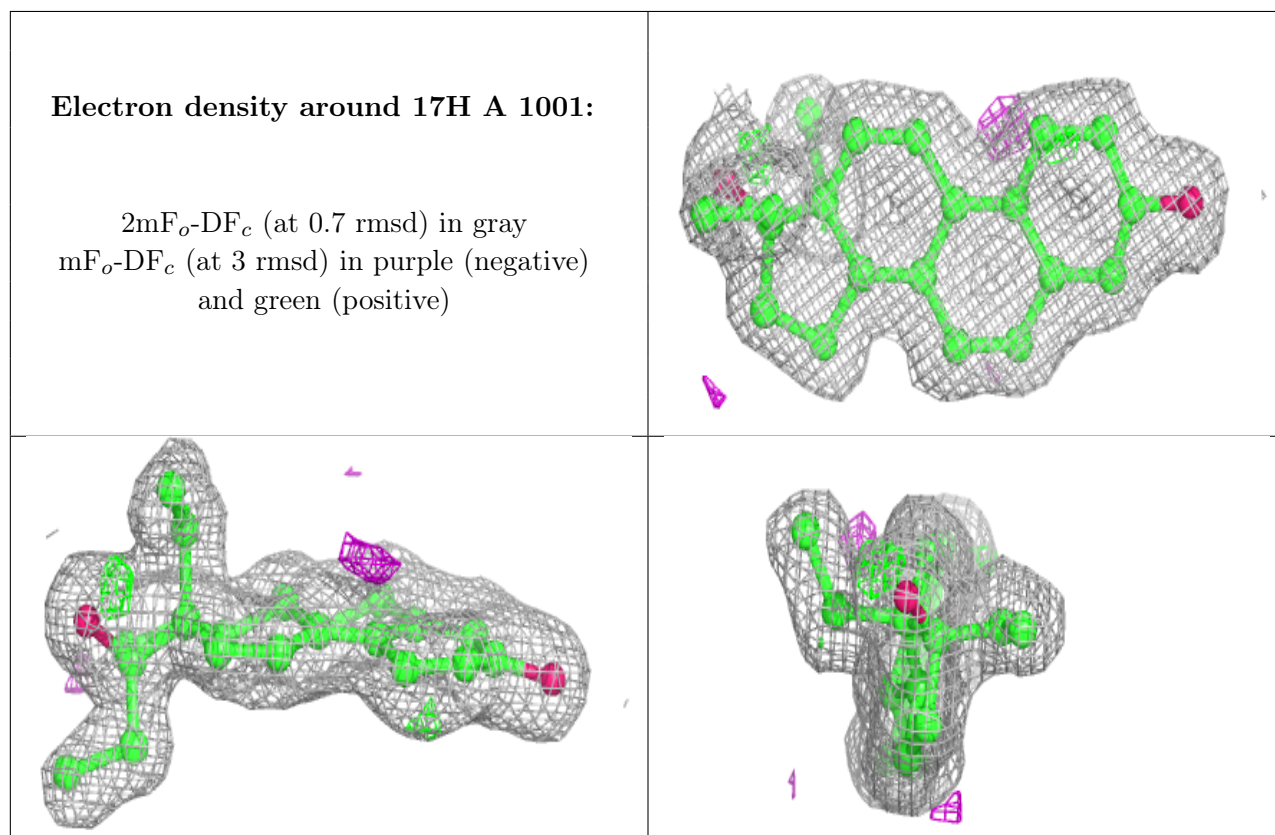 Electron density around 17H A 1001:
2mFo-DFc (at 0.7 rmsd) in gray
mFo-DFc (at 3 rmsd) in purple (negative)
and green (positive)